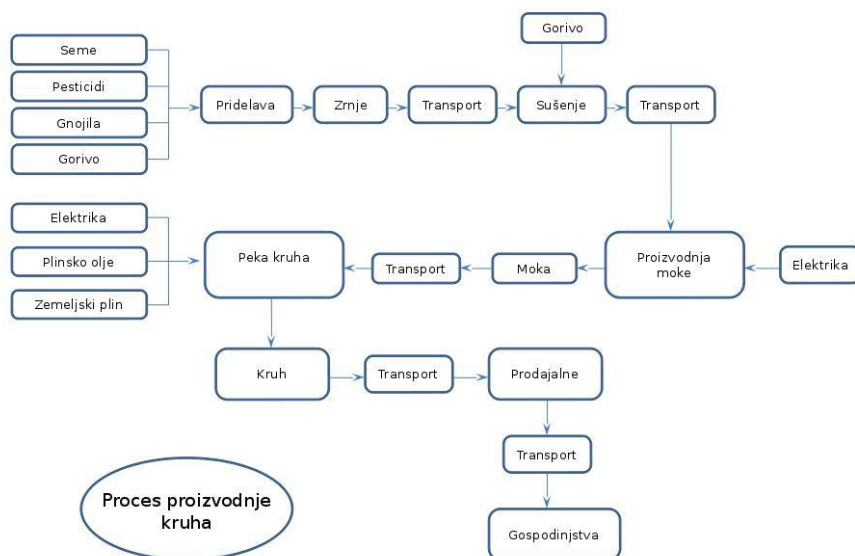 Gorivo
Seme
Pesticidi
Gnojila
Gorivo
Pridelava
Zrnje
Transport
Sušenje
Transport
Elektrika
Plinsko olje
Zemeljski plin
Peka kruha
Transport
Moka
Proizvodnja
moke
Elektrika
Kruh
Transport
Prodajalne
Transport
Gospodinjstva
Proces proizvodnje
kruha